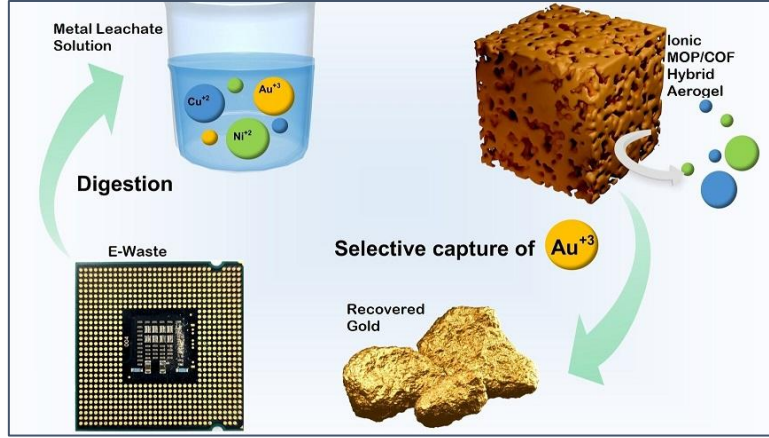 Metal Leachate
Solution
Cu+2
Au+3
Ni+2
Ionic
MOP/COF
Hybrid
Aerogel
Digestion
E-Waste
Selective capture of Au+3
Recovered
Gold